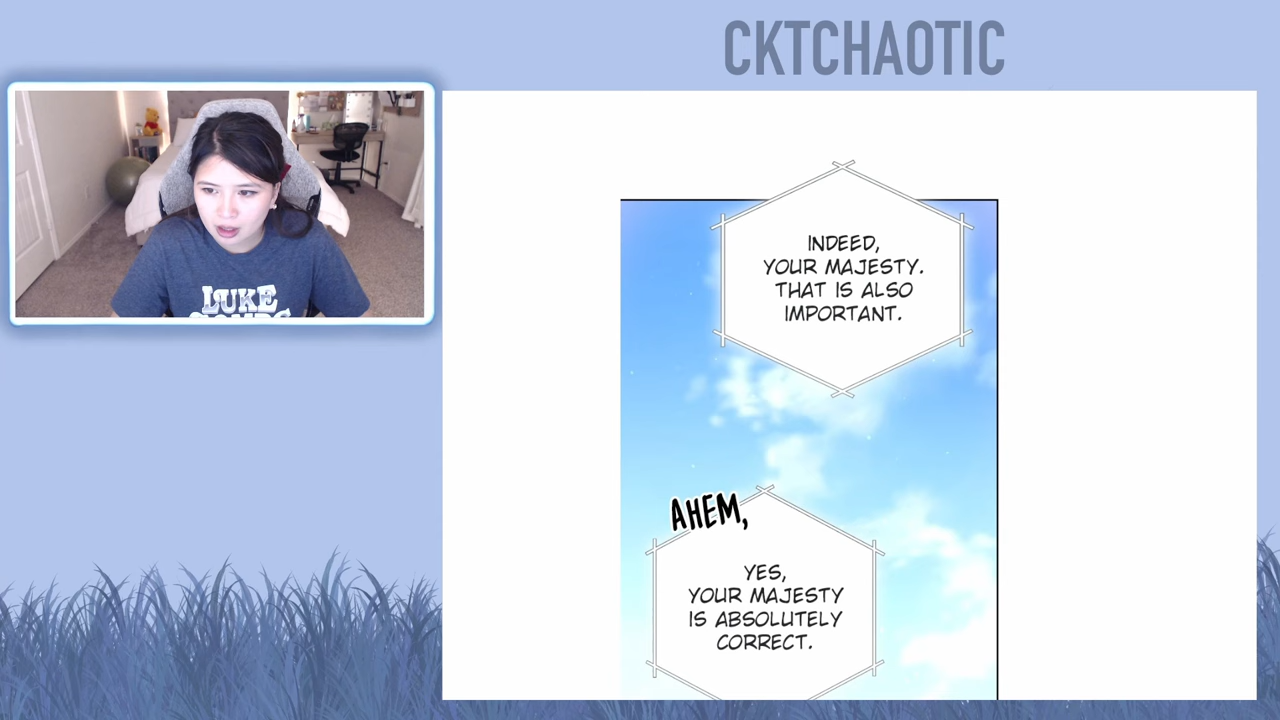 CKTCHAOTIC
LUKE
INDEED,
YOUR MAJESTY.
THAT IS ALSO
IMPORTANT.
AHEM,
YES,
YOUR MAJESTY
IS ABSOLUTELY
CORRECT.